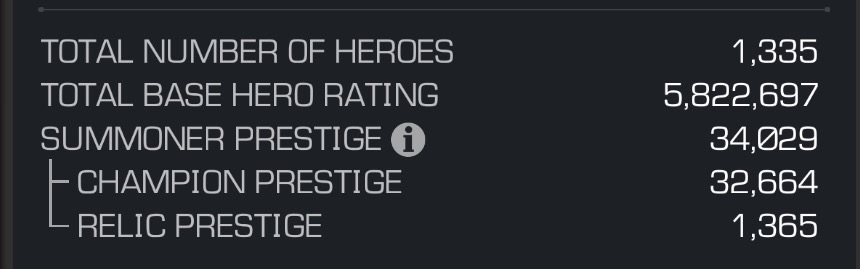 TOTAL NUMBER OF HEROES 1,335
TOTAL BASE HERO RATING 5,822,697
SUMMONER PRESTIGE i 34,029
CHAMPION PRESTIGE 32,664
RELIC PRESTIGE 1,365